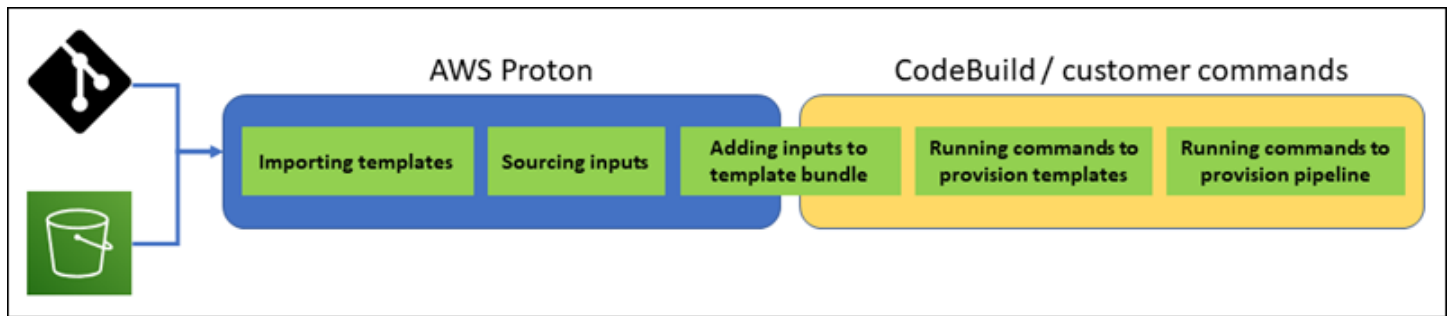 AWS Proton
CodeBuild / customer commands
Importing templates
Sourcing inputs
Adding inputs to
template bundle
Running commands to
provision templates
Running commands to
provision pipeline